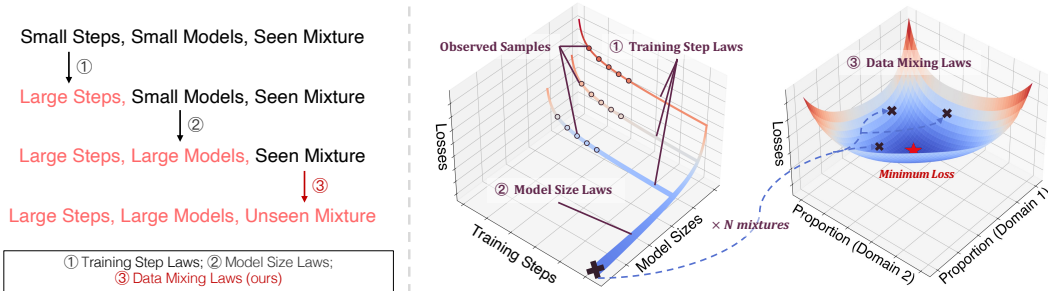 Small Steps, Small Models, Seen Mixture
①
Large Steps, Small Models, Seen Mixture
②
Large Steps, Large Models, Seen Mixture
③
Large Steps, Large Models, Unseen Mixture
① Training Step Laws; ② Model Size Laws;
③ Data Mixing Laws (ours)
Observed Samples
① Training Step Laws
② Model Size Laws
Losses
Training Steps
Model Sizes
× N mixtures
③ Data Mixing Laws
Minimum Loss
Losses
Proportion (Domain 2)
Proportion (Domain 1)